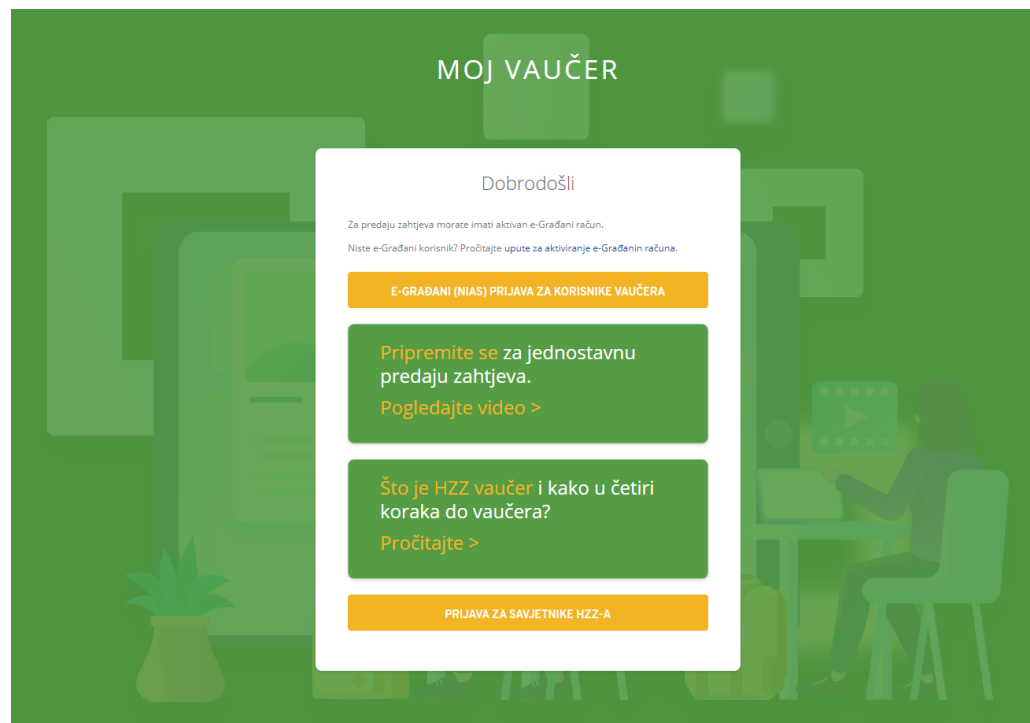 MOJ VAUČER
Dobrodošli
Za predaju zahtjeva morate imati aktivan e-Građani račun.
Niste e-Građani korisnik? Pročitajte upute za aktiviranje e-Građanin računa.
E-GRAĐANI (NIAS) PRIJAVA ZA KORISNIKE VAUČERA
Pripremite se za jednostavnu
predaju zahtjeva.
Pogledajte video >
Što je HZZ vaučer i kako u četiri
koraka do vaučera?
Pročitajte >
PRIJAVA ZA SAVJETNIKE HZZ-A